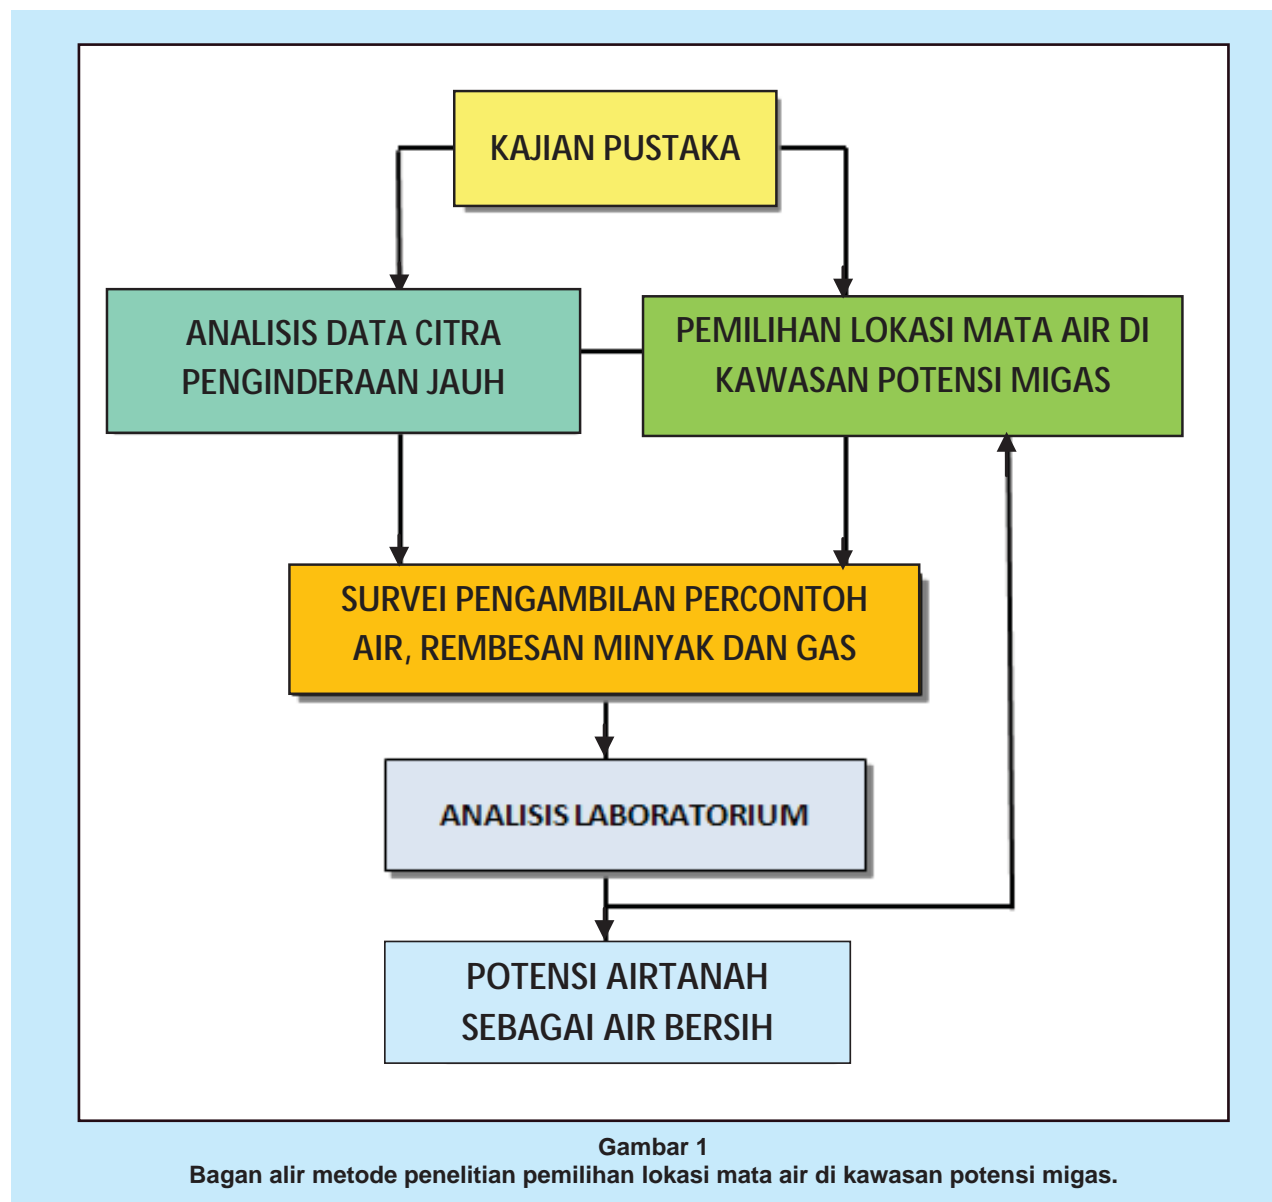 KAJIAN PUSTAKA
ANALISIS DATA CITRA
PENGINDERAAN JAUH
PEMILIHAN LOKASI MATA AIR DI
KAWASAN POTENSI MIGAS
SURVEI PENGAMBILAN PERCONTOH
AIR, REMBESAN MINYAK DAN GAS
ANALISIS LABORATORIUM
POTENSI AIRTANAH
SEBAGAI AIR BERSIH
Gambar 1
Bagan alir metode penelitian pemilihan lokasi mata air di kawasan potensi migas.